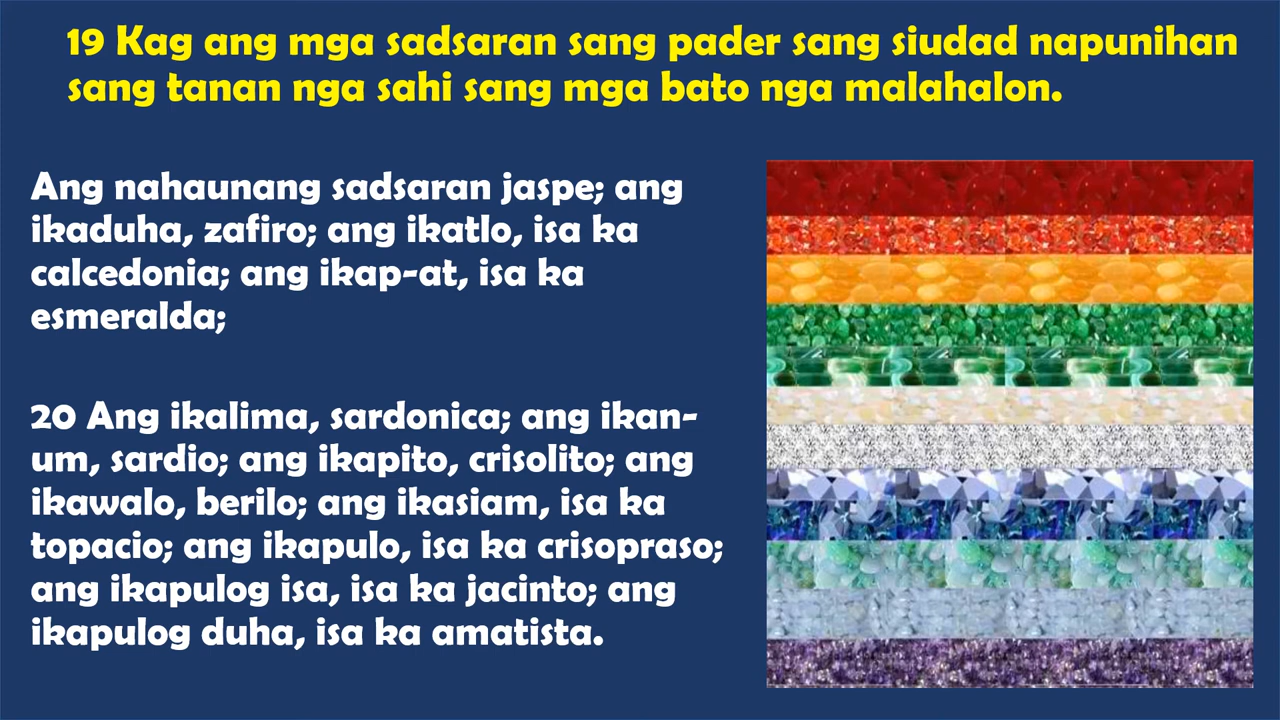 19 Kag ang mga sadsaran sang pader sang siudad napunihan
sang tanan nga sahi sang mga bato nga malahalon.
Ang nahaunang sadsaran jaspe; ang
ikaduha, zafiro; ang ikatlo, isa ka
calcedonia; ang ikap-at, isa ka
esmeralda;
20 Ang ikalima, sardonica; ang ikan-
um, sardio; ang ikapito, crisolito; ang
ikawalo, berilo; ang ikasiam, isa ka
topacio; ang ikapulo, isa ka crisopraso;
ang ikapulog isa, isa ka jacinto; ang
ikapulog duha, isa ka amatista.